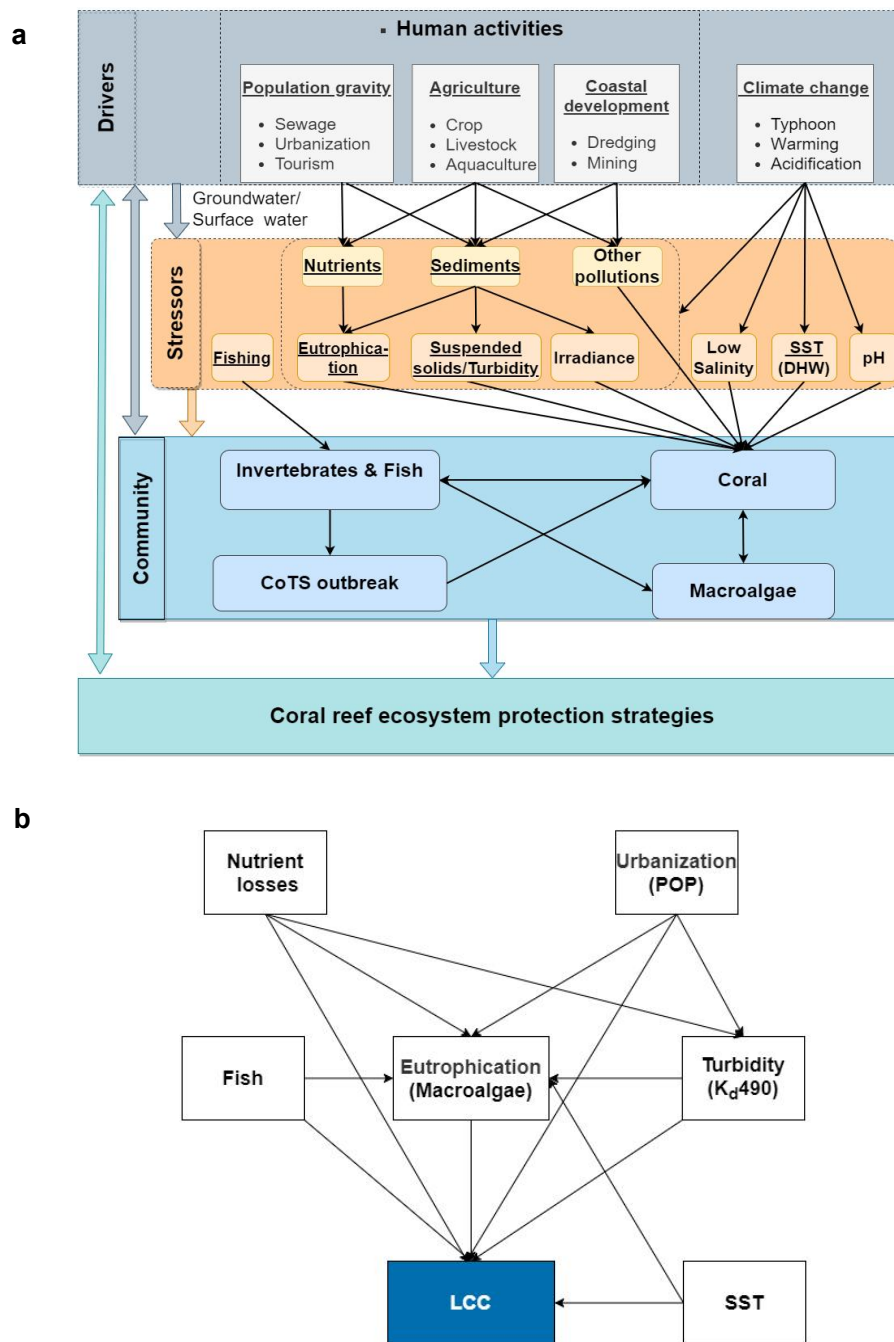 a
▪ Human activities
Drivers
Population gravity
• Sewage
• Urbanization
• Tourism
Agriculture
• Crop
• Livestock
• Aquaculture
Coastal
development
• Dredging
• Mining
Climate change
• Typhoon
• Warming
• Acidification
Groundwater/
Surface water
Stressors
Nutrients
Sediments
Other
pollutions
Fishing
Eutrophica-
tion
Suspended
solids/Turbidity
Irradiance
Low
Salinity
SST
(DHW)
pH
Community
Invertebrates & Fish
Coral
CoTS outbreak
Macroalgae
Coral reef ecosystem protection strategies
b
Nutrient
losses
Urbanization
(POP)
Fish
Eutrophication
(Macroalgae)
Turbidity
(Kd490)
LCC
SST